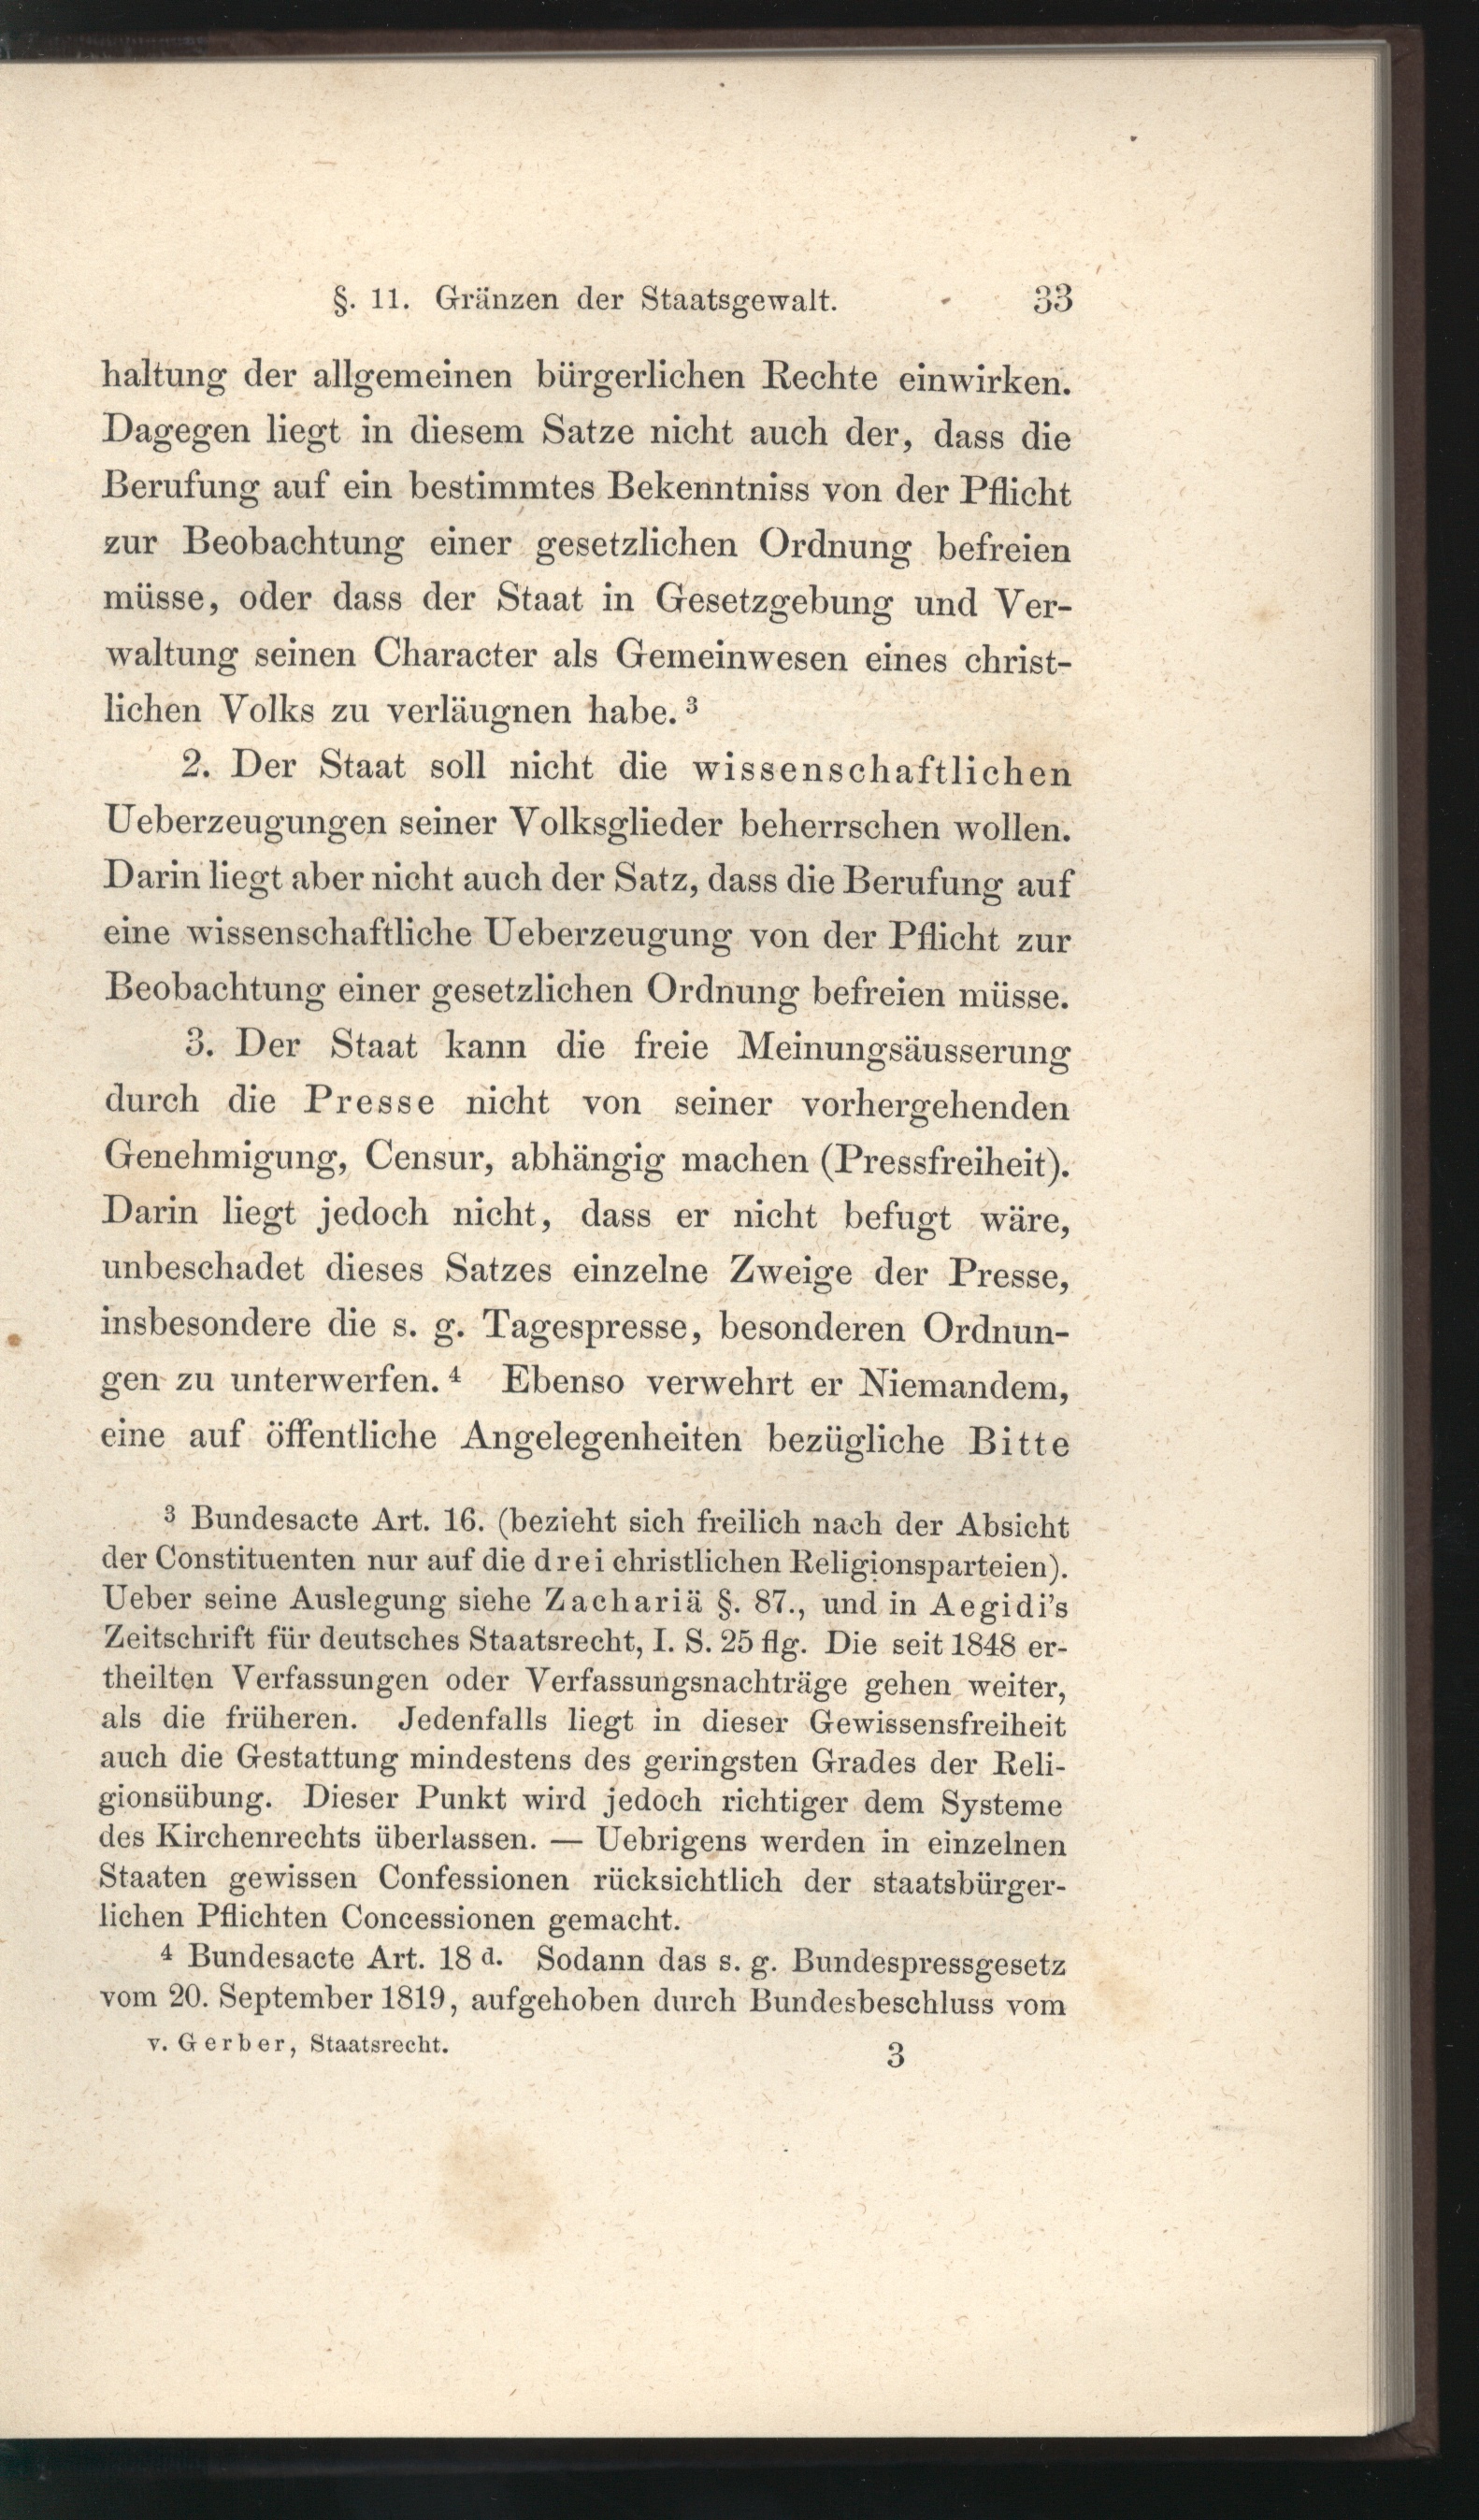 §. 11. Gränzen der Staatsgewalt. 33
haltung der allgemeinen bürgerlichen Rechte einwirken.
Dagegen liegt in diesem Satze nicht auch der, dass die
Berufung auf ein bestimmtes Bekenntniss von der Pflicht
zur Beobachtung einer gesetzlichen Ordnung befreien
müsse, oder dass der Staat in Gesetzgebung und Ver-
waltung seinen Character als Gemeinwesen eines christ-
lichen Volks zu verläugnen habe. ³
2. Der Staat soll nicht die wissenschaftlichen
Ueberzeugungen seiner Volksglieder beherrschen wollen.
Darin liegt aber nicht auch der Satz, dass die Berufung auf
eine wissenschaftliche Ueberzeugung von der Pflicht zur
Beobachtung einer gesetzlichen Ordnung befreien müsse.
3. Der Staat kann die freie Meinungsäusserung
durch die Presse nicht von seiner vorhergehenden
Genehmigung, Censur, abhängig machen (Pressfreiheit).
Darin liegt jedoch nicht, dass er nicht befugt wäre,
unbeschadet dieses Satzes einzelne Zweige der Presse,
insbesondere die s. g. Tagespresse, besonderen Ordnun-
gen zu unterwerfen. ⁴ Ebenso verwehrt er Niemandem,
eine auf öffentliche Angelegenheiten bezügliche Bitte
³ Bundesacte Art. 16. (bezieht sich freilich nach der Absicht
der Constituenten nur auf die drei christlichen Religionsparteien).
Ueber seine Auslegung siehe Zachariä §. 87., und in Aegidi's
Zeitschrift für deutsches Staatsrecht, I. S. 25 flg. Die seit 1848 er-
theilten Verfassungen oder Verfassungsnachträge gehen weiter,
als die früheren. Jedenfalls liegt in dieser Gewissensfreiheit
auch die Gestattung mindestens des geringsten Grades der Reli-
gionsübung. Dieser Punkt wird jedoch richtiger dem Systeme
des Kirchenrechts überlassen. — Uebrigens werden in einzelnen
Staaten gewissen Confessionen rücksichtlich der staatsbürger-
lichen Pflichten Concessionen gemacht.
⁴ Bundesacte Art. 18 d. Sodann das s. g. Bundespressgesetz
vom 20. September 1819, aufgehoben durch Bundesbeschluss vom
v. Gerber, Staatsrecht. 3